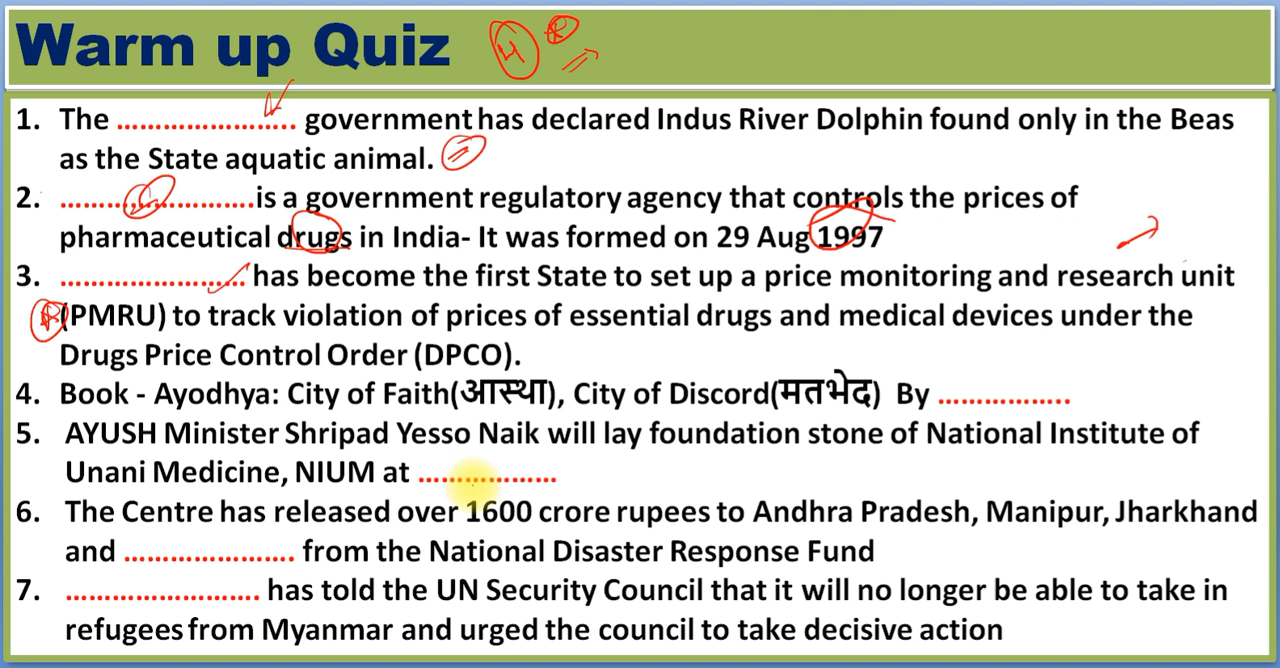 Warm up Quiz
1. The ........................ government has declared Indus River Dolphin found only in the Beas
as the State aquatic animal.
2. ..........................is a government regulatory agency that controls the prices of
pharmaceutical drugs in India- It was formed on 29 Aug 1997
3. ......................... has become the first State to set up a price monitoring and research unit
(PMRU) to track violation of prices of essential drugs and medical devices under the
Drugs Price Control Order (DPCO).
4. Book - Ayodhya: City of Faith(आस्था), City of Discord(मतभेद) By .................
5. AYUSH Minister Shripad Yesso Naik will lay foundation stone of National Institute of
Unani Medicine, NIUM at ..................
6. The Centre has released over 1600 crore rupees to Andhra Pradesh, Manipur, Jharkhand
and ...................... from the National Disaster Response Fund
7. ......................... has told the UN Security Council that it will no longer be able to take in
refugees from Myanmar and urged the council to take decisive action